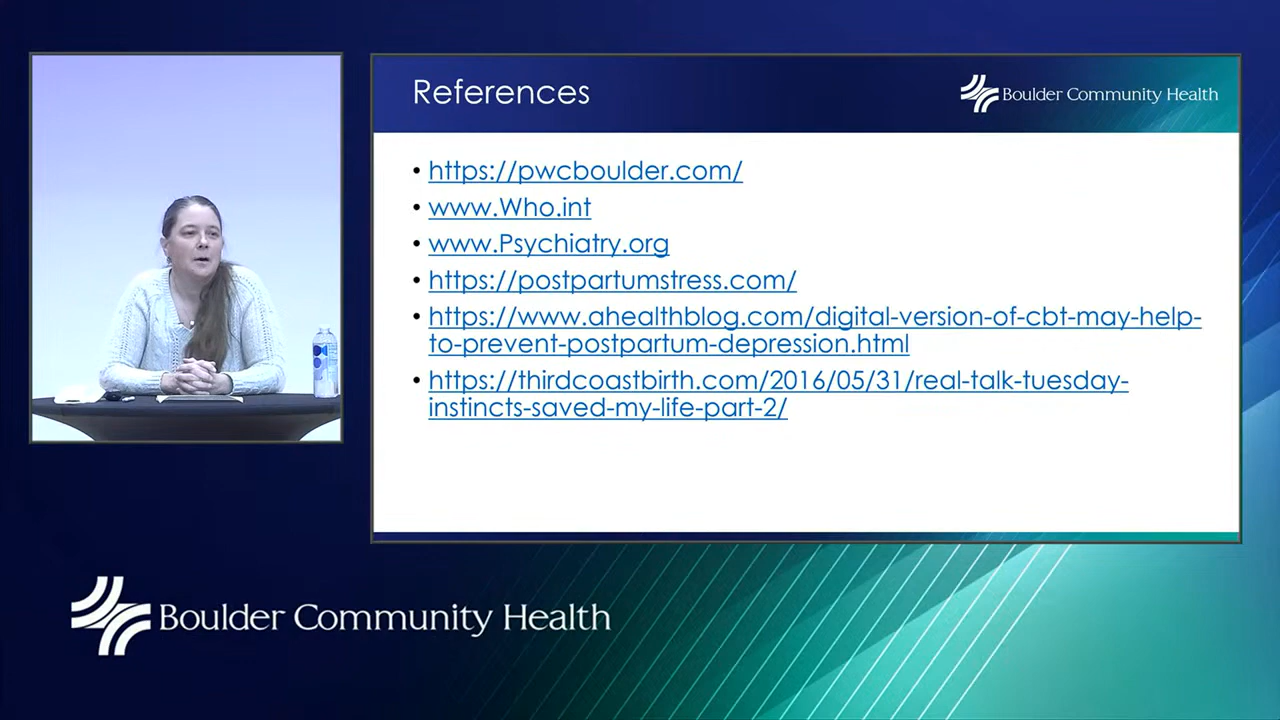 References
Boulder Community Health
• https://pwcboulder.com/
• www.Who.int
• www.Psychiatry.org
• https://postpartumstress.com/
• https://www.ahealthblog.com/digital-version-of-cbt-may-help-
to-prevent-postpartum-depression.html
• https://thirdcoastbirth.com/2016/05/31/real-talk-tuesday-
instincts-saved-my-life-part-2/
Boulder Community Health